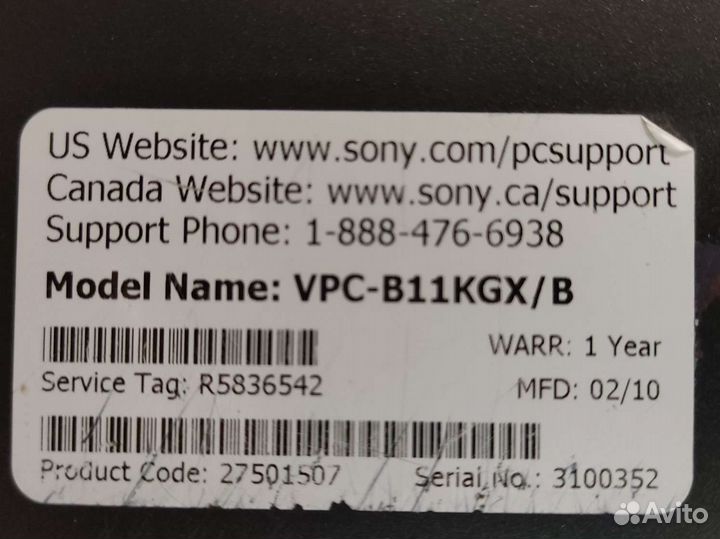 US Website: www.sony.com/pcsupport
Canada Website: www.sony.ca/support
Support Phone: 1-888-476-6938
Model Name: VPC-B11KGX/B
WARR: 1 Year
Service Tag: R5836542 MFD: 02/10
Product Code: 27501507 Serial No.: 3100352
Avito